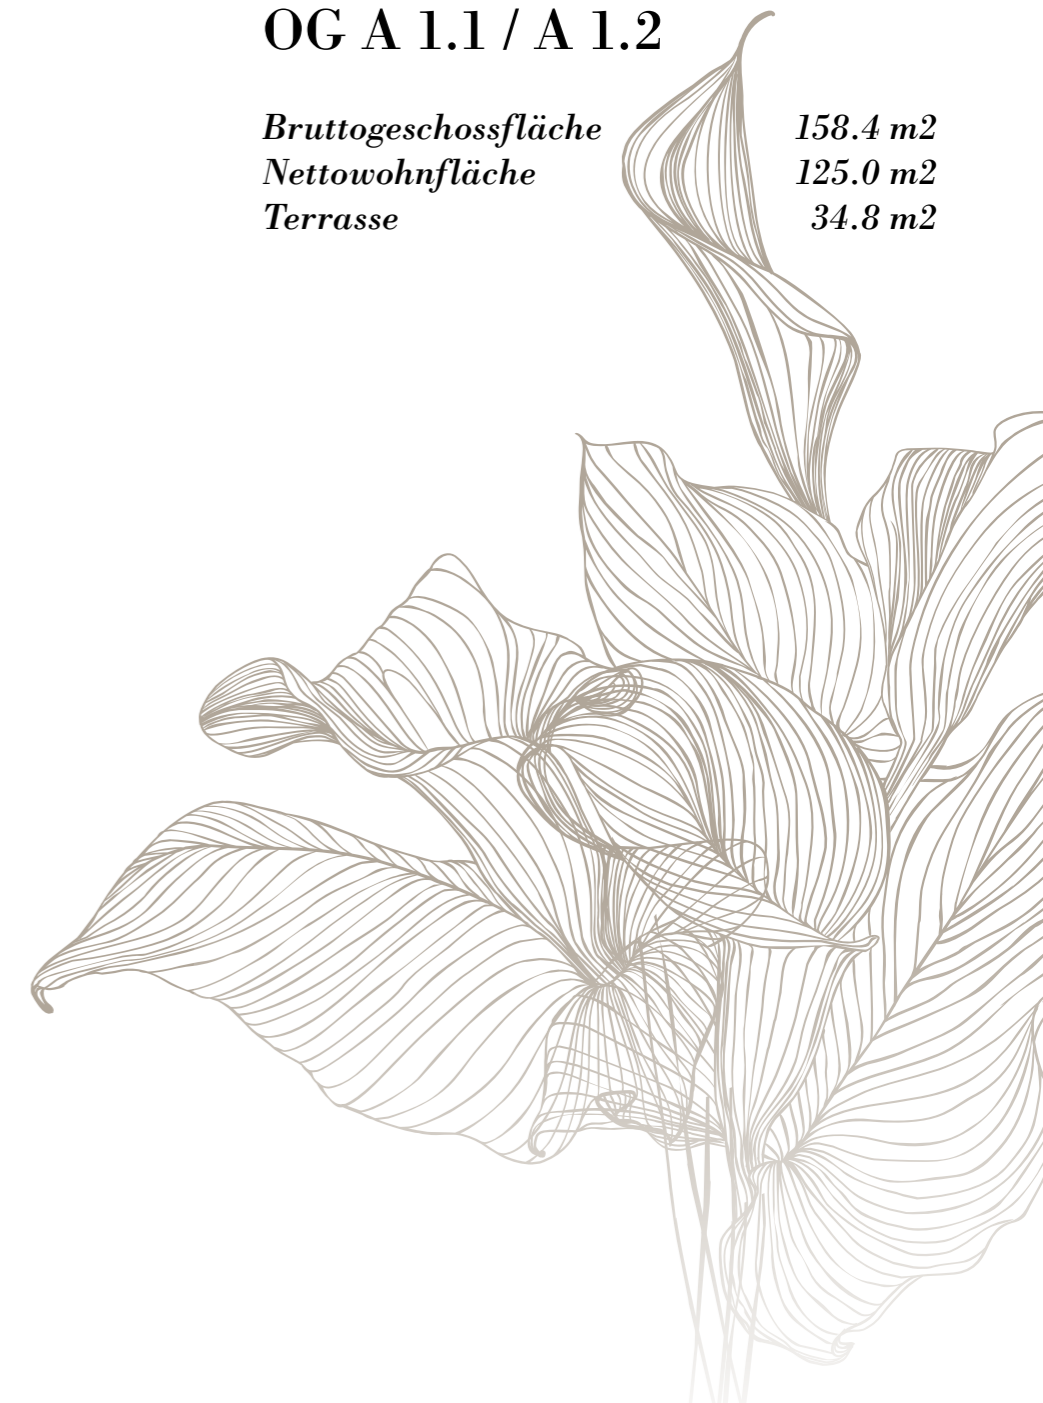 OG A 1.1 / A 1.2
Bruttogeschossfläche 158.4 m2
Nettowohnfläche 125.0 m2
Terrasse 34.8 m2